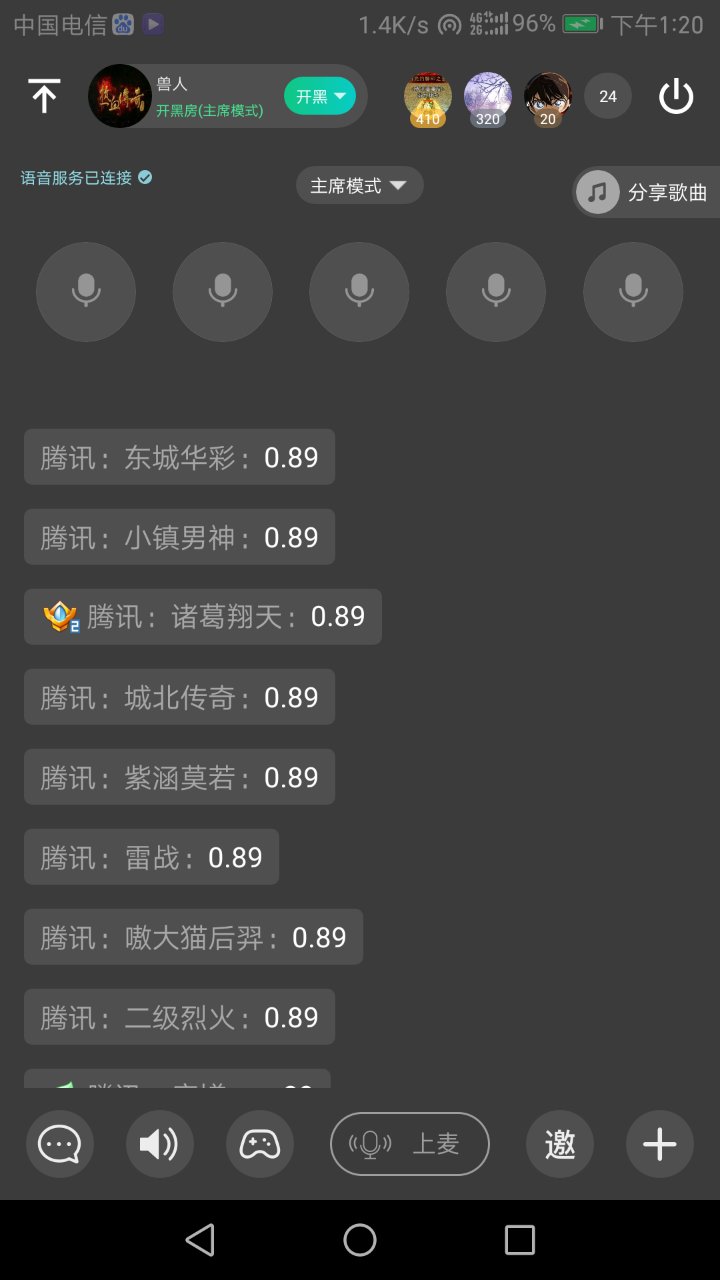 中国电信 1.4K/s 4G 2G 96% 下午1:20
兽人
开黑房(主席模式)
开黑
410 320 20 24
语音服务已连接 主席模式 分享歌曲
腾讯：东城华彩：0.89
腾讯：小镇男神：0.89
2 腾讯：诸葛翔天：0.89
腾讯：城北传奇：0.89
腾讯：紫涵莫若：0.89
腾讯：雷战：0.89
腾讯：嗷大猫后羿：0.89
腾讯：二级烈火：0.89
上麦 邀